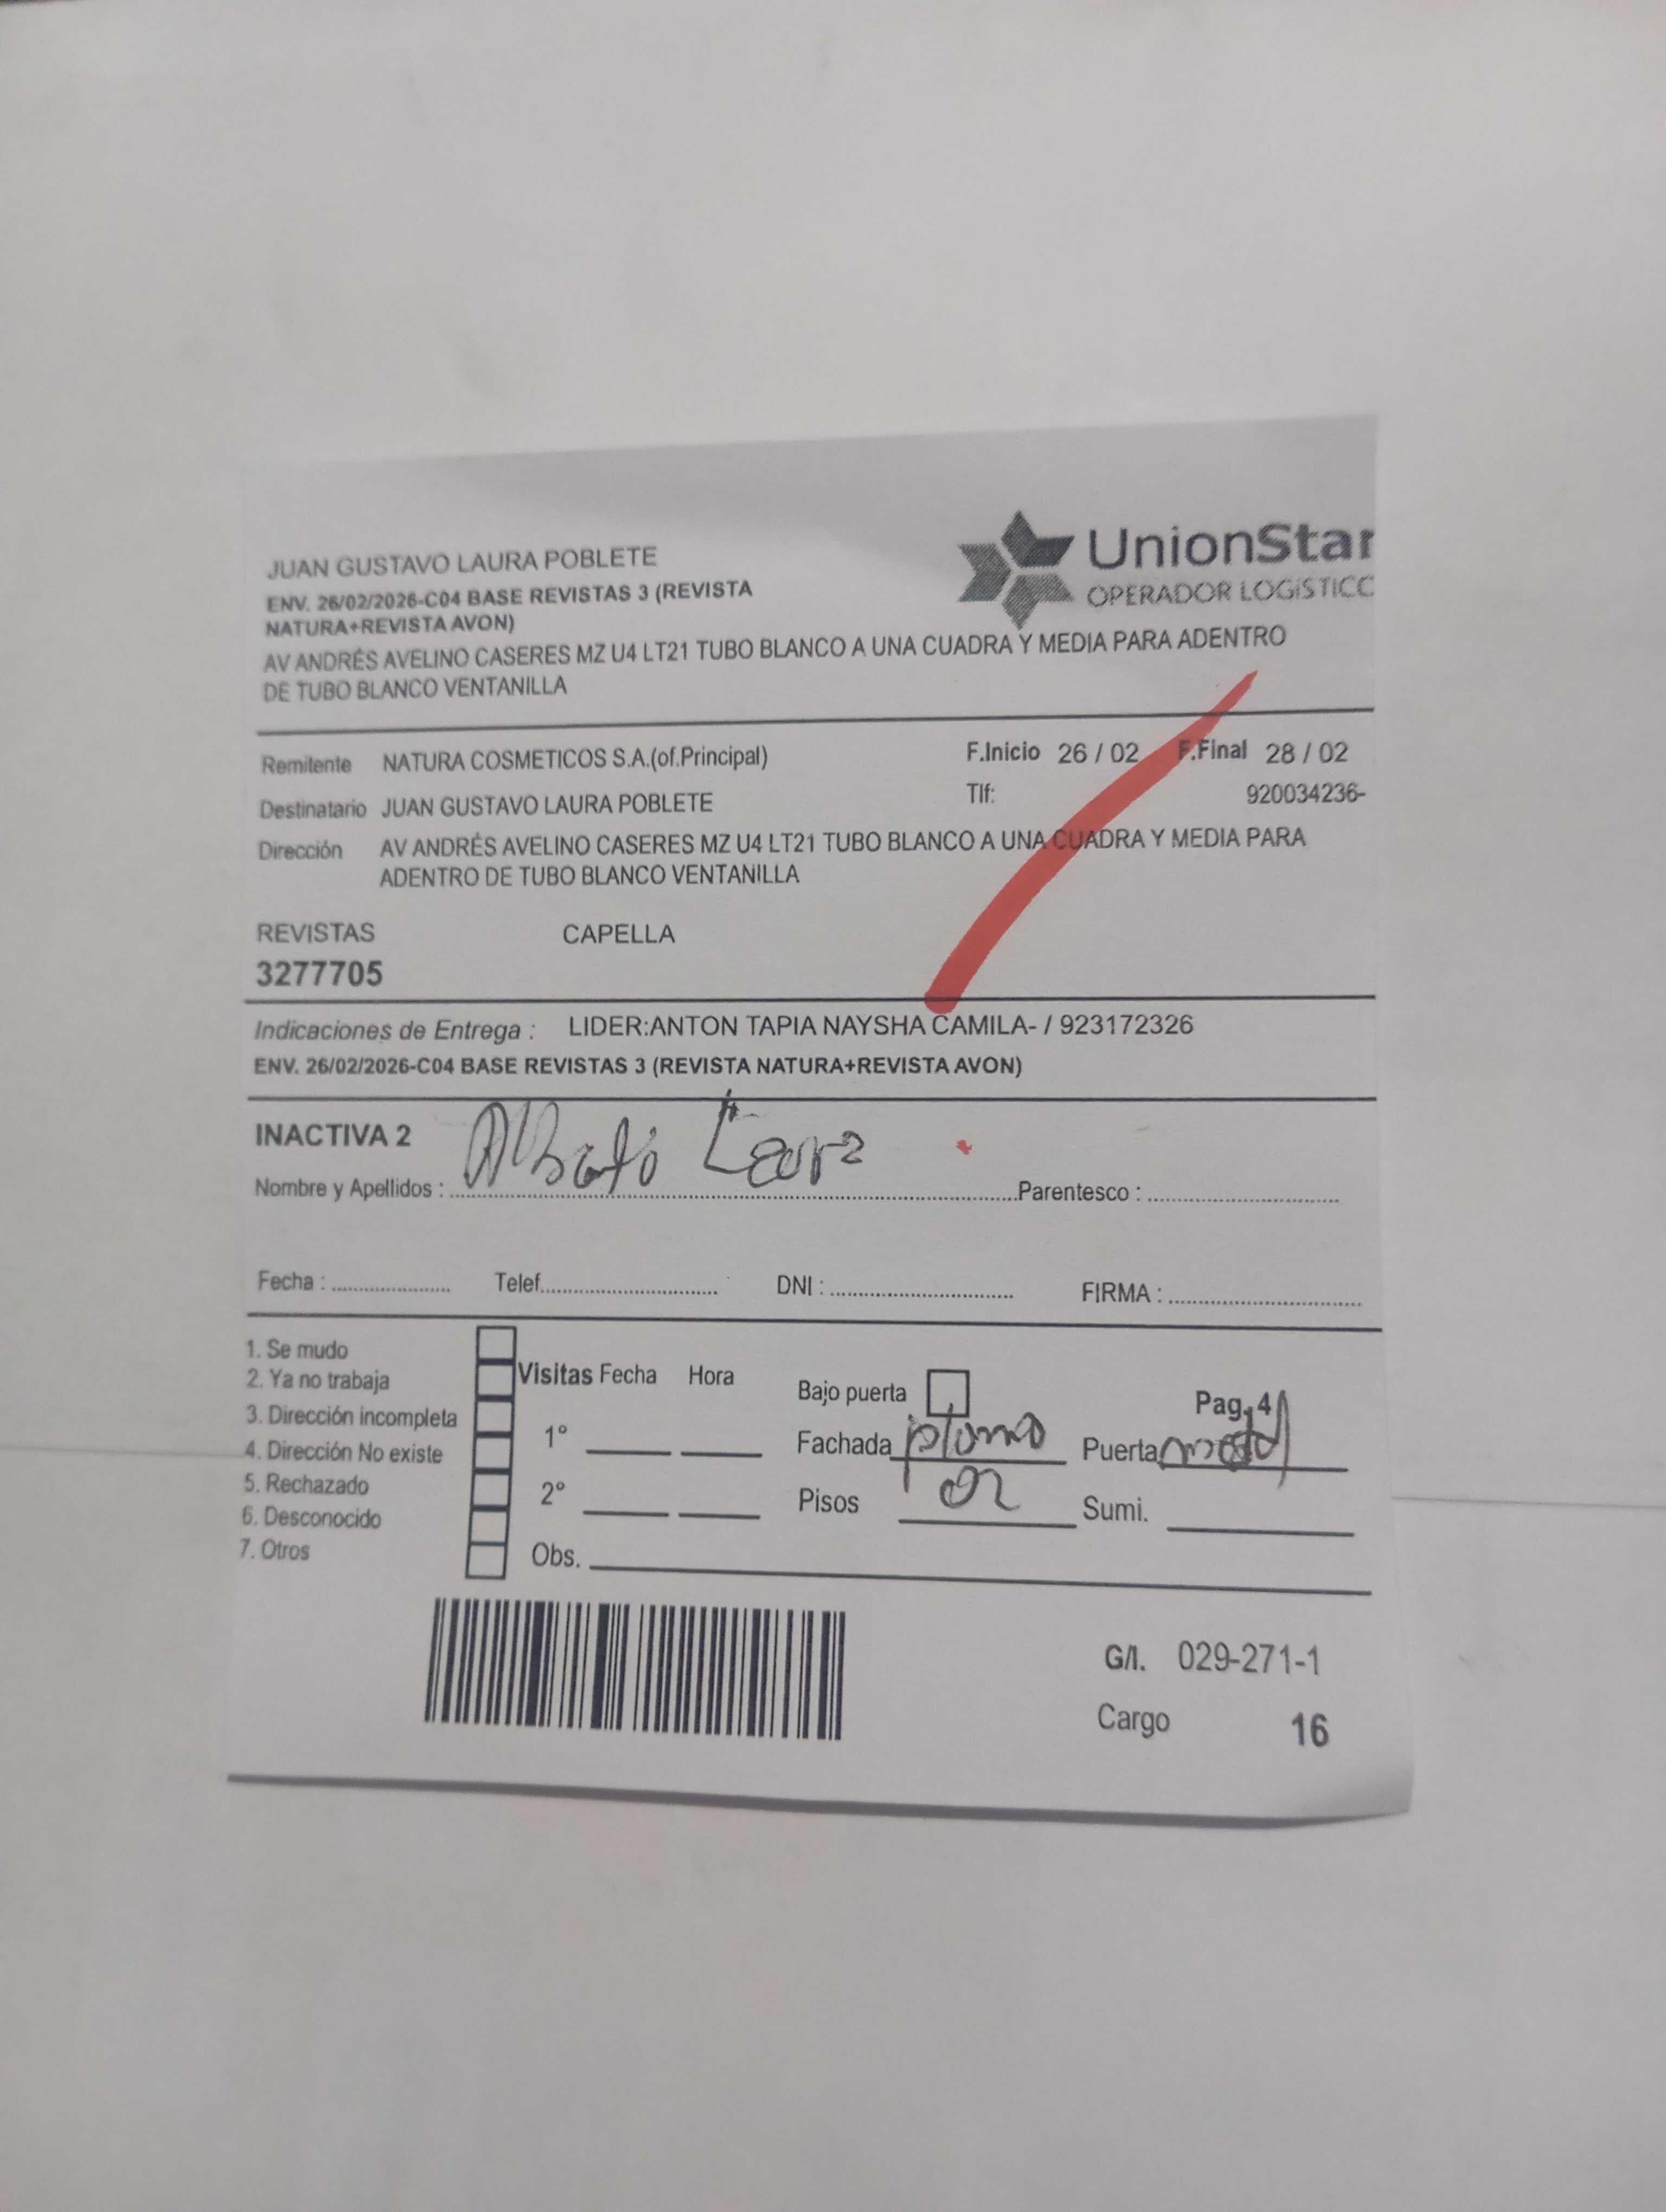 JUAN GUSTAVO LAURA POBLETE
ENV. 26/02/2026-C04 BASE REVISTAS 3 (REVISTA
NATURA+REVISTA AVON)
AV ANDRÉS AVELINO CASERES MZ U4 LT21 TUBO BLANCO A UNA CUADRA Y MEDIA PARA ADENTRO
DE TUBO BLANCO VENTANILLA
UnionStar
OPERADOR LOGÍSTICO
Remitente NATURA COSMETICOS S.A.(of.Principal) F.Inicio 26 / 02 F.Final 28 / 02
Destinatario JUAN GUSTAVO LAURA POBLETE Tlf: 920034236-
Dirección AV ANDRÉS AVELINO CASERES MZ U4 LT21 TUBO BLANCO A UNA CUADRA Y MEDIA PARA
ADENTRO DE TUBO BLANCO VENTANILLA
REVISTAS CAPELLA
3277705
Indicaciones de Entrega : LIDER:ANTON TAPIA NAYSHA CAMILA- / 923172326
ENV. 26/02/2026-C04 BASE REVISTAS 3 (REVISTA NATURA+REVISTA AVON)
INACTIVA 2
Nombre y Apellidos : Parentesco :
Fecha : Telef. DNI : FIRMA :
1. Se mudo
2. Ya no trabaja
3. Dirección incompleta
4. Dirección No existe
5. Rechazado
6. Desconocido
7. Otros
Visitas Fecha Hora
1°
2°
Obs.
Bajo puerta Pag. 4
Fachada plomo Puerta metal
Pisos 02 Sumi.
G/I. 029-271-1
Cargo 16